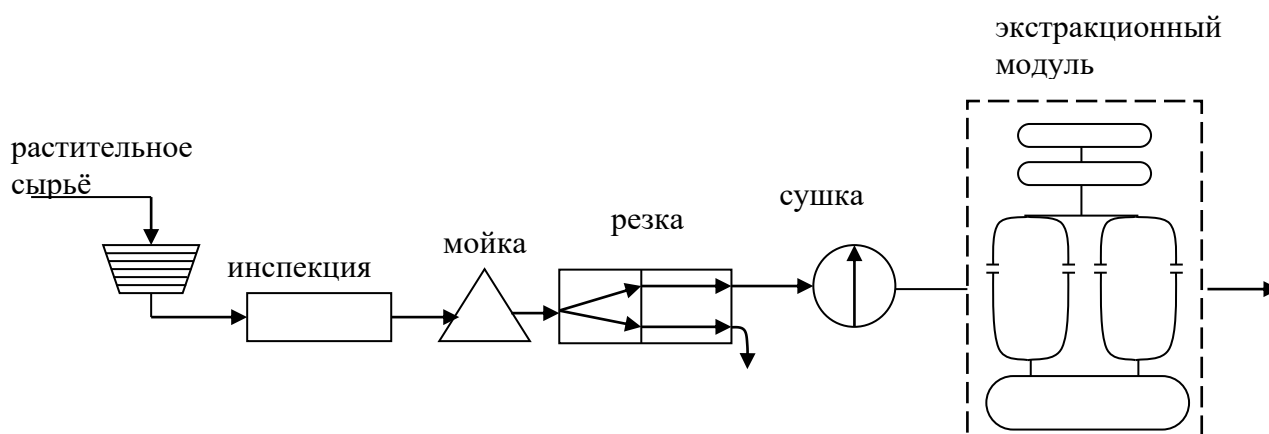 экстракционный
модуль
растительное
сырьё
сушка
резка
мойка
инспекция